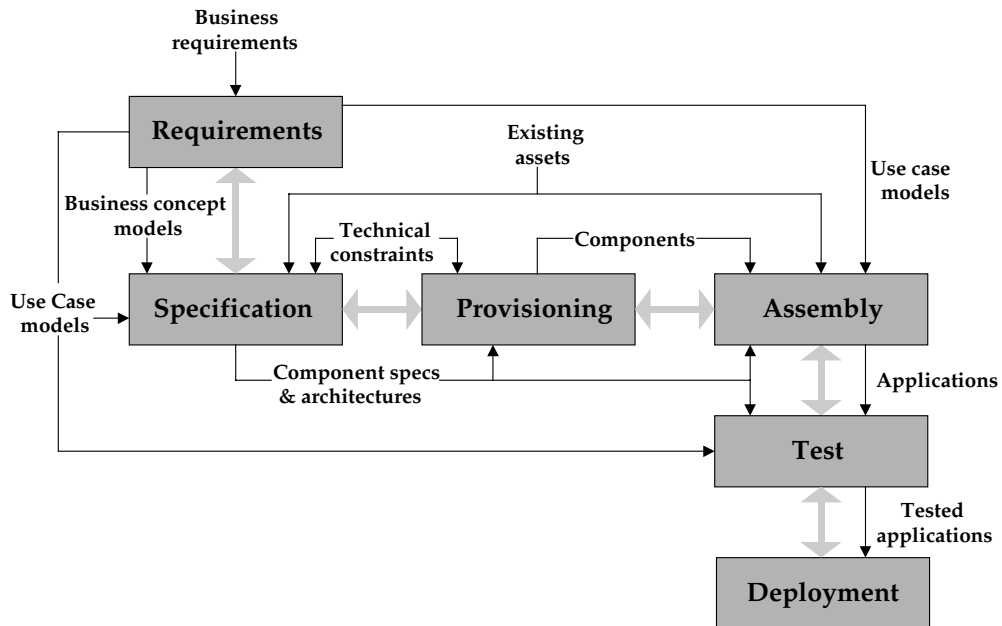 Business
requirements
Requirements
Existing
assets
Use case
models
Business concept
models
Technical
constraints
Components
Use Case
models
Specification
Provisioning
Assembly
Component specs
& architectures
Applications
Test
Tested
applications
Deployment